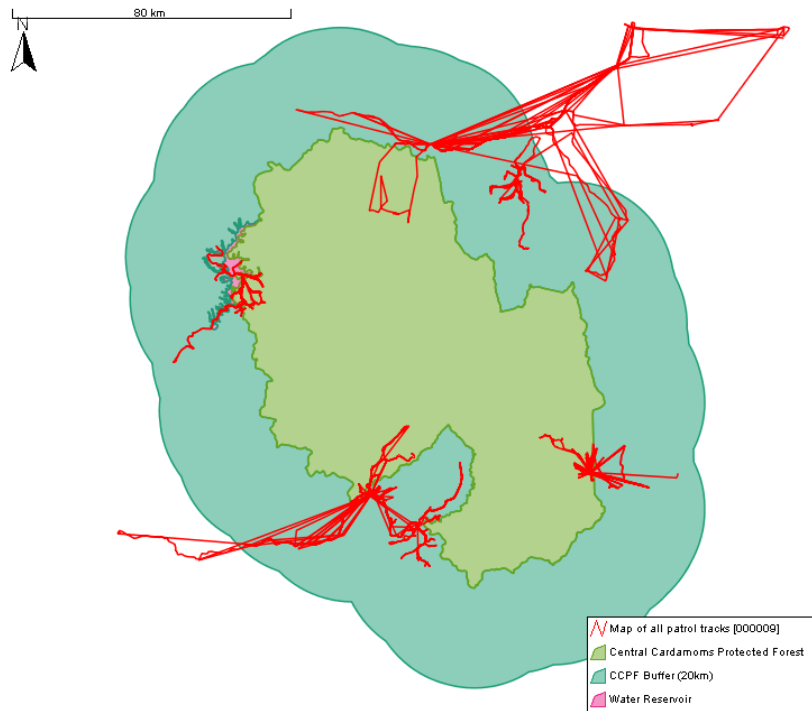 80 km
N
Map of all patrol tracks [000009]
Central Cardamoms Protected Forest
CCPF Buffer (20km)
Water Reservoir